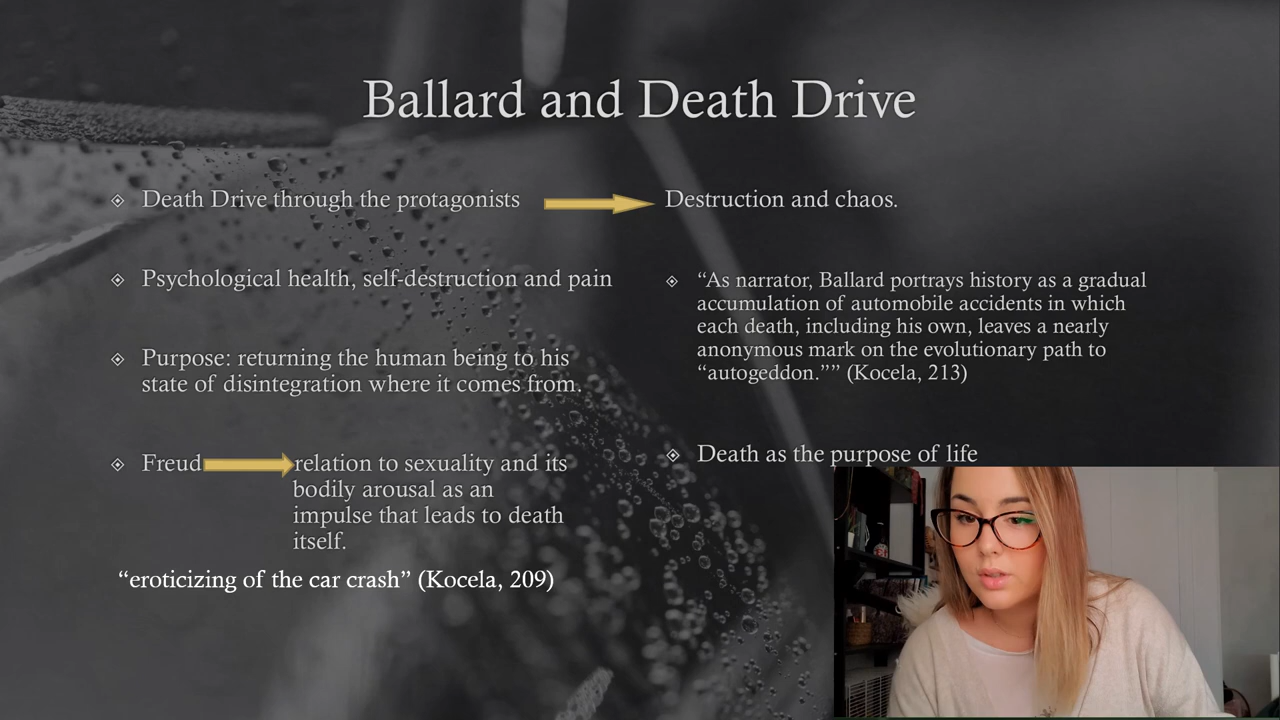 Ballard and Death Drive
Death Drive through the protagonists
Destruction and chaos.
Psychological health, self-destruction and pain
Purpose: returning the human being to his
state of disintegration where it comes from.
Freud
relation to sexuality and its
bodily arousal as an
impulse that leads to death
itself.
“eroticizing of the car crash” (Kocela, 209)
“As narrator, Ballard portrays history as a gradual
accumulation of automobile accidents in which
each death, including his own, leaves a nearly
anonymous mark on the evolutionary path to
“autogeddon.”” (Kocela, 213)
Death as the purpose of life